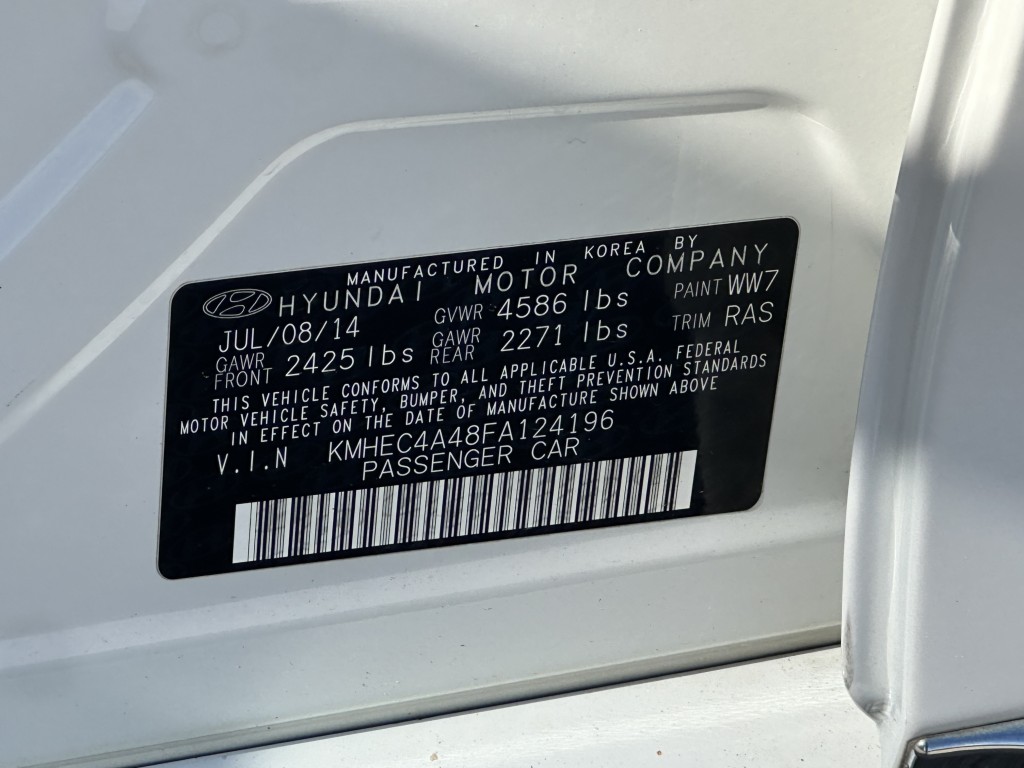 MANUFACTURED IN KOREA BY
HYUNDAI MOTOR COMPANY
JUL/08/14 GVWR 4586 lbs PAINT WW7
GAWR FRONT 2425 lbs GAWR REAR 2271 lbs TRIM RAS
THIS VEHICLE CONFORMS TO ALL APPLICABLE U.S.A. FEDERAL
MOTOR VEHICLE SAFETY, BUMPER, AND THEFT PREVENTION STANDARDS
IN EFFECT ON THE DATE OF MANUFACTURE SHOWN ABOVE
V.I.N KMHEC4A48FA124196
PASSENGER CAR